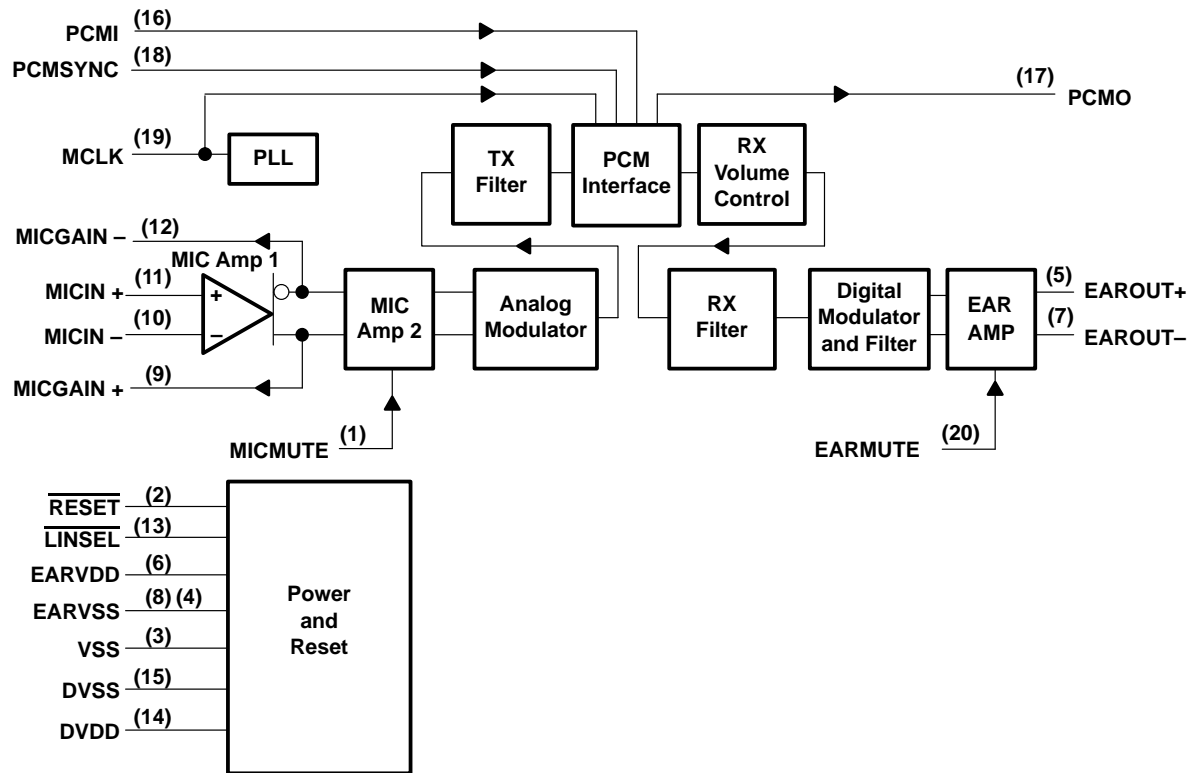 PCMI (16)
PCMSYNC (18)
(17) PCMO
MCLK (19)
PLL
TX
Filter
PCM
Interface
RX
Volume
Control
MICGAIN – (12)
MIC Amp 1
MICIN + (11)
+
MICIN – (10)
–
MICGAIN + (9)
MIC
Amp 2
Analog
Modulator
RX
Filter
Digital
Modulator
and Filter
EAR
AMP
(5) EAROUT+
(7) EAROUT–
MICMUTE (1)
EARMUTE (20)
RESET (2)
LINSEL (13)
EARVDD (6)
EARVSS (8) (4)
VSS (3)
DVSS (15)
DVDD (14)
Power
and
Reset